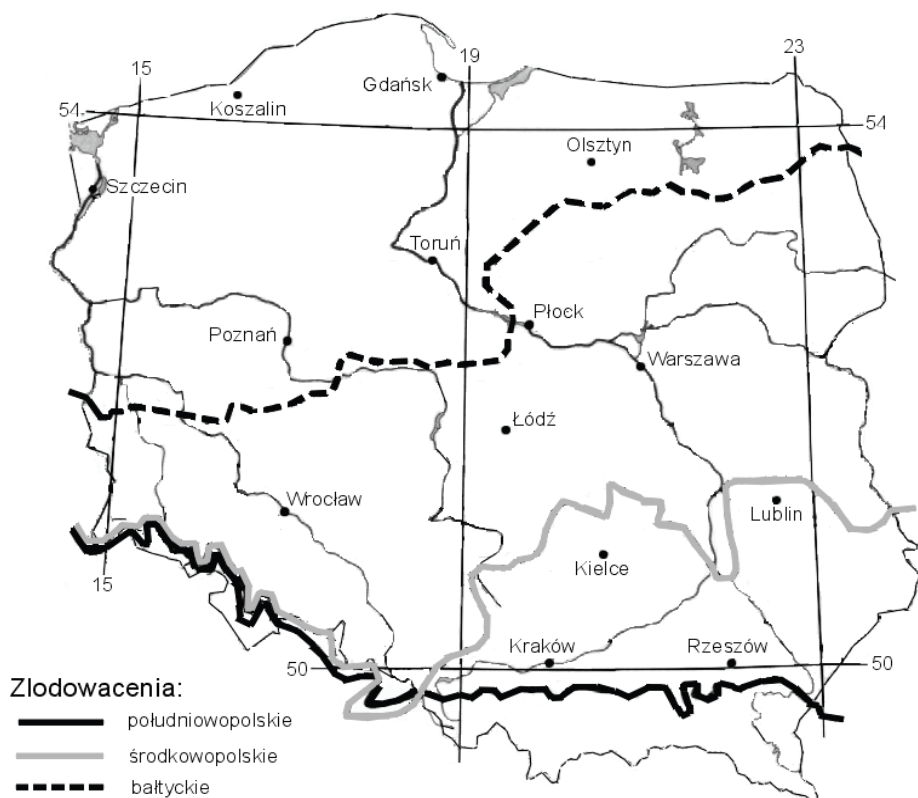 15
19
23
Gdańsk
Koszalin
54
54
Olsztyn
Szczecin
Toruń
Płock
Poznań
Warszawa
Łódź
Wrocław
Lublin
Kielce
15
Kraków
Rzeszów
50
50
Zlodowacenia:
południowopolskie
środkowopolskie
bałtyckie